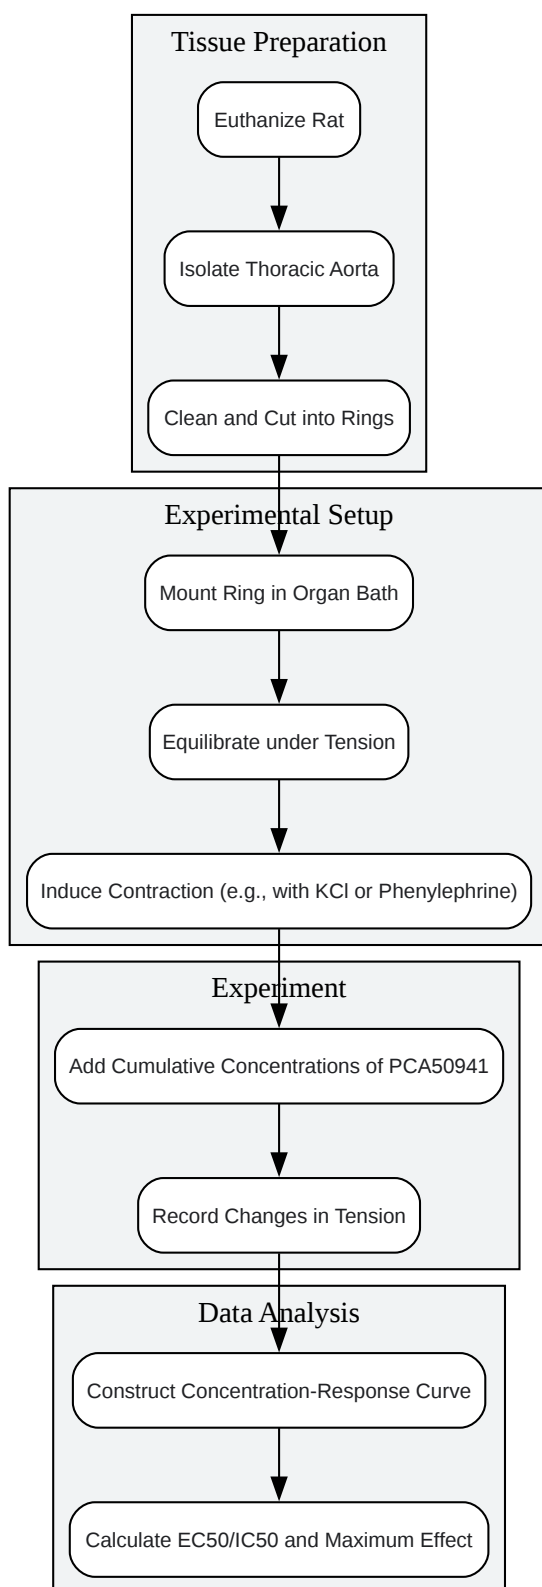 Tissue Preparation
Euthanize Rat
Isolate Thoracic Aorta
Clean and Cut into Rings
Experimental Setup
Mount Ring in Organ Bath
Equilibrate under Tension
Induce Contraction (e.g., with KCl or Phenylephrine)
Experiment
Add Cumulative Concentrations of PCA50941
Record Changes in Tension
Data Analysis
Construct Concentration-Response Curve
Calculate EC50/IC50 and Maximum Effect